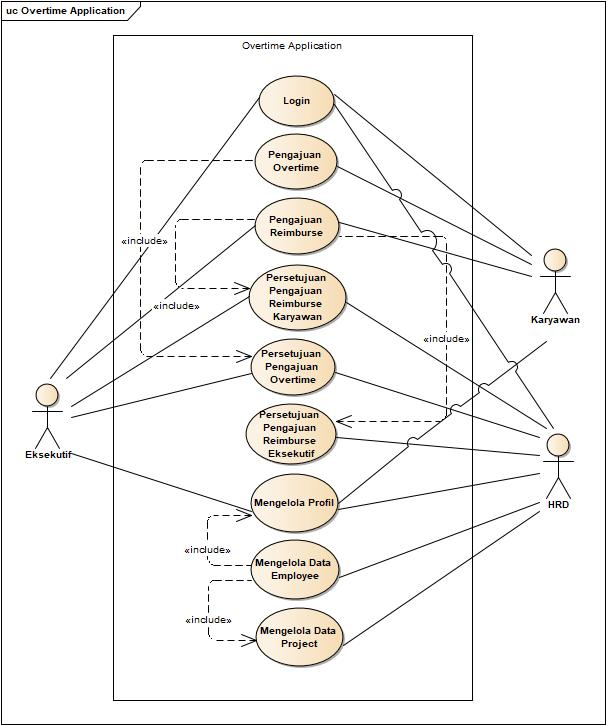 uc Overtime Application
Overtime Application
Login
Pengajuan
Overtime
«include»
Pengajuan
Reimburse
Persetujuan
Pengajuan
Reimburse
Karyawan
«include»
Karyawan
«include»
Persetujuan
Pengajuan
Overtime
Persetujuan
Pengajuan
Reimburse
Eksekutif
Eksekutif
Mengelola Profil
HRD
«include»
Mengelola Data
Employee
«include»
Mengelola Data
Project